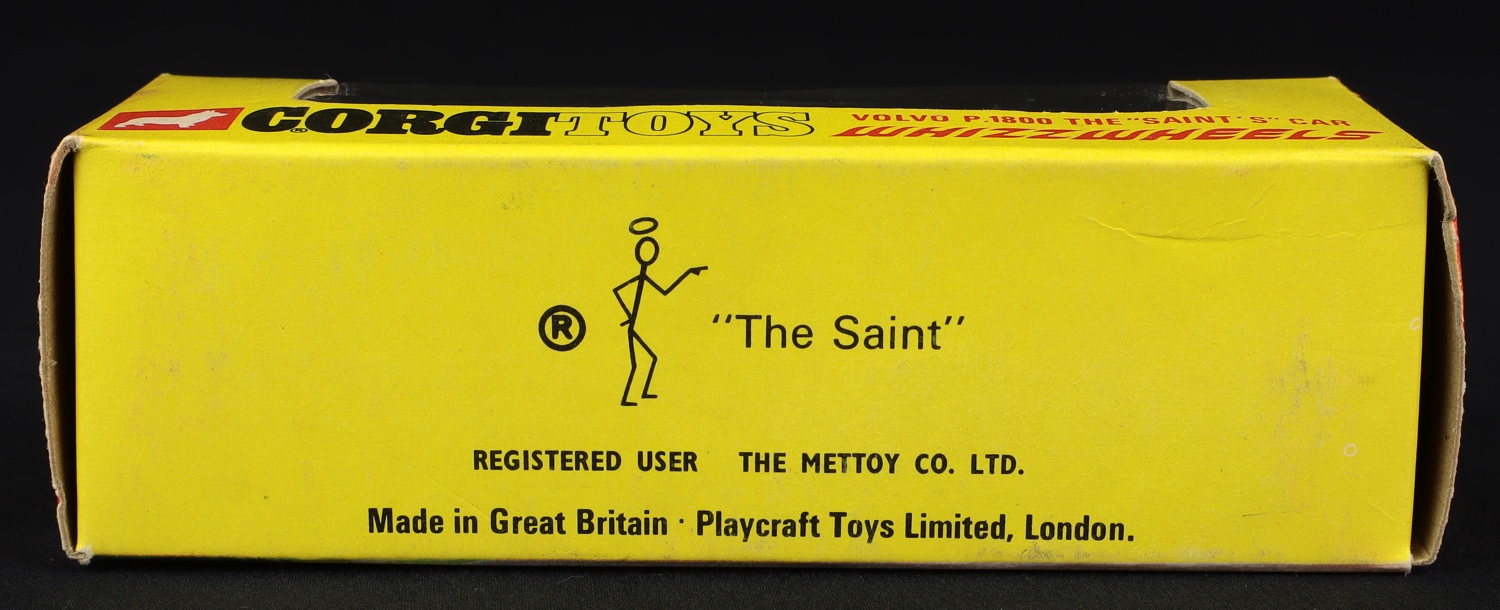 CORGI TOYS ®
VOLVO P.1800 THE "SAINT'S" CAR
WHIZZWHEELS
® "The Saint"
REGISTERED USER THE METTOY CO. LTD.
Made in Great Britain · Playcraft Toys Limited, London.